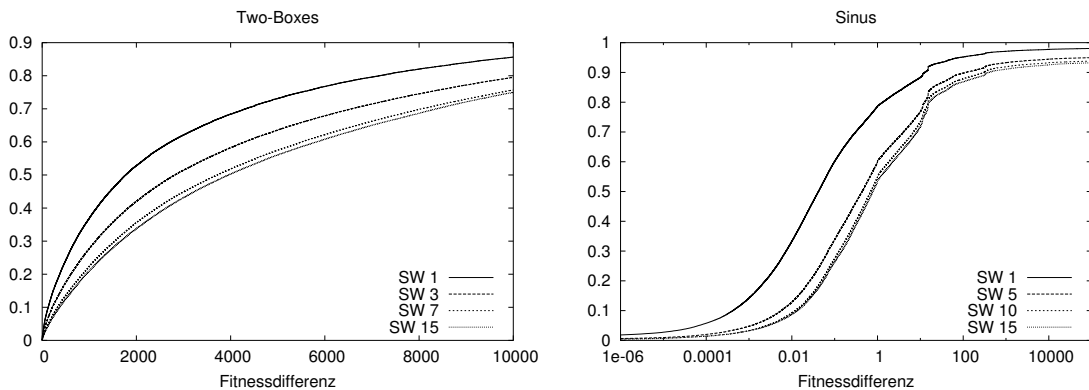 Two-Boxes
0.9
0.8
0.7
0.6
0.5
0.4
0.3
0.2
0.1
0
SW 1
SW 3
SW 7
SW 15
0 2000 4000 6000 8000 10000
Fitnessdifferenz
Sinus
1
0.9
0.8
0.7
0.6
0.5
0.4
0.3
0.2
0.1
0
SW 1
SW 5
SW 10
SW 15
1e-06 0.0001 0.01 1 100 10000
Fitnessdifferenz